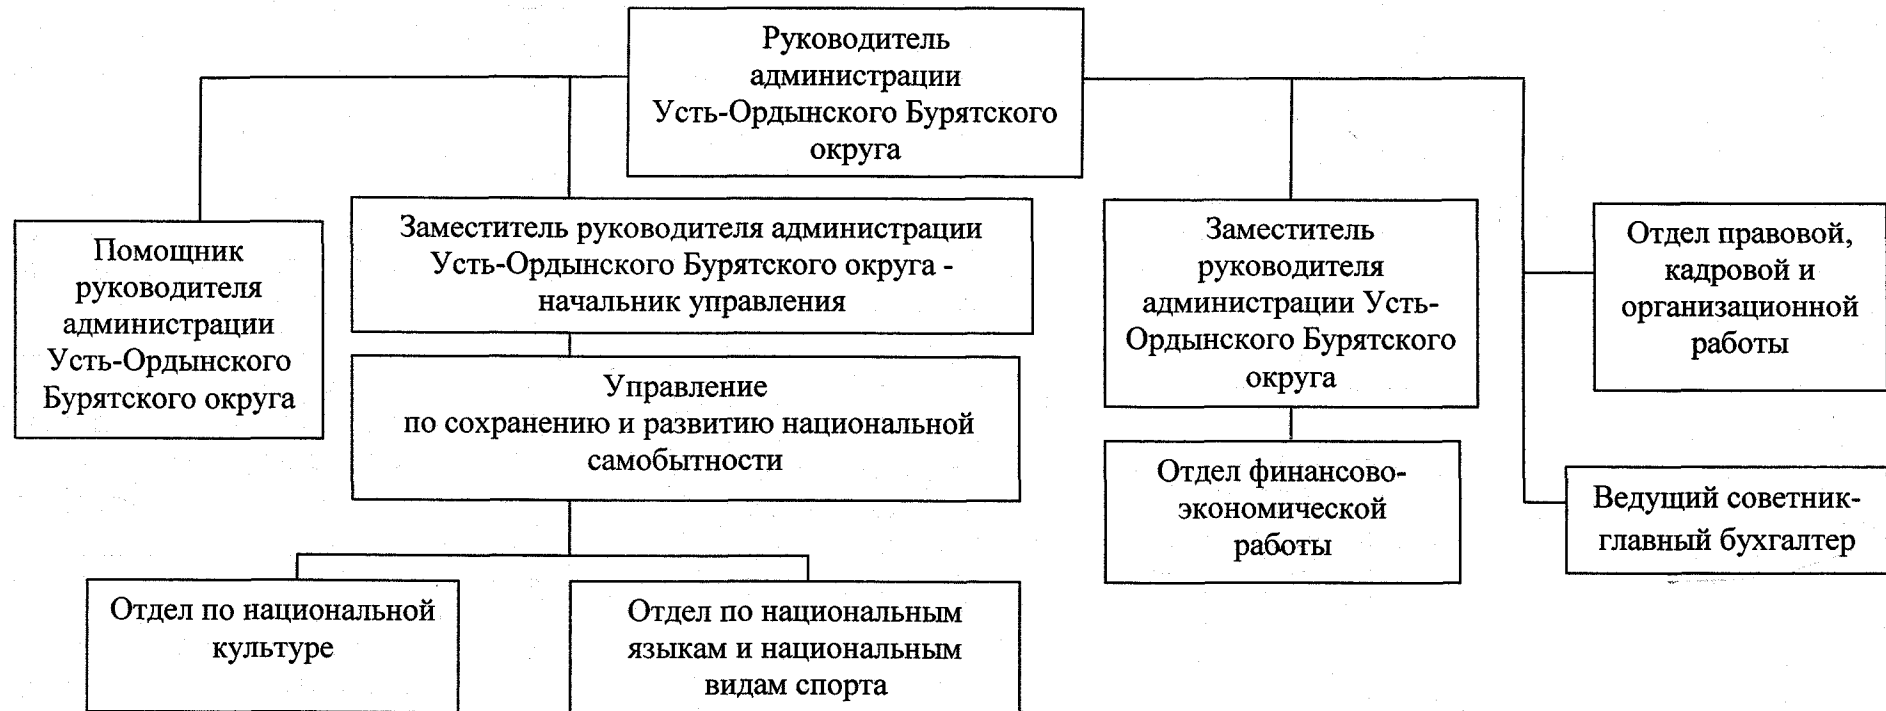 Руководитель
администрации
Усть-Ордынского Бурятского
округа
Помощник
руководителя
администрации
Усть-Ордынского
Бурятского округа
Заместитель руководителя администрации
Усть-Ордынского Бурятского округа -
начальник управления
Управление
по сохранению и развитию национальной
самобытности
Отдел по национальной
культуре
Отдел по национальным
языкам и национальным
видам спорта
Заместитель
руководителя
администрации Усть-
Ордынского Бурятского
округа
Отдел финансово-
экономической
работы
Отдел правовой,
кадровой и
организационной
работы
Ведущий советник-
главный бухгалтер